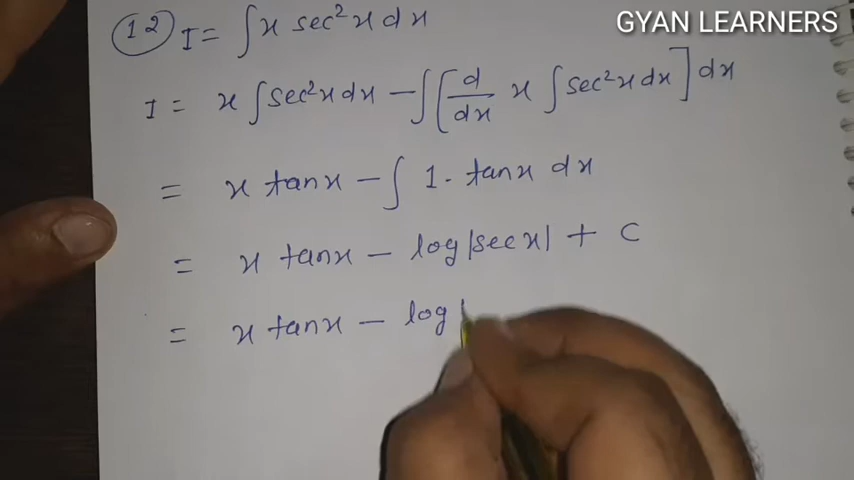 GYAN LEARNERS
12 I = ∫ x sec²x dx
I = x ∫ sec²x dx - ∫ [ d/dx x ∫ sec²x dx ] dx
= x tanx - ∫ 1. tanx dx
= x tanx - log|secx| + c
= x tanx - log|